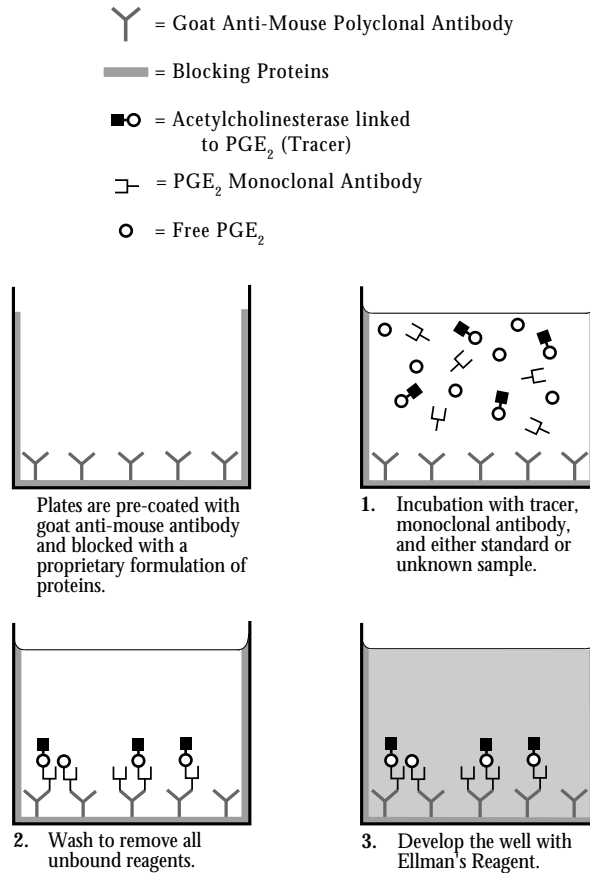 = Goat Anti-Mouse Polyclonal Antibody
= Blocking Proteins
= Acetylcholinesterase linked
to PGE₂ (Tracer)
= PGE₂ Monoclonal Antibody
= Free PGE₂
Plates are pre-coated with
goat anti-mouse antibody
and blocked with a
proprietary formulation of
proteins.
1. Incubation with tracer,
monoclonal antibody,
and either standard or
unknown sample.
2. Wash to remove all
unbound reagents.
3. Develop the well with
Ellman's Reagent.